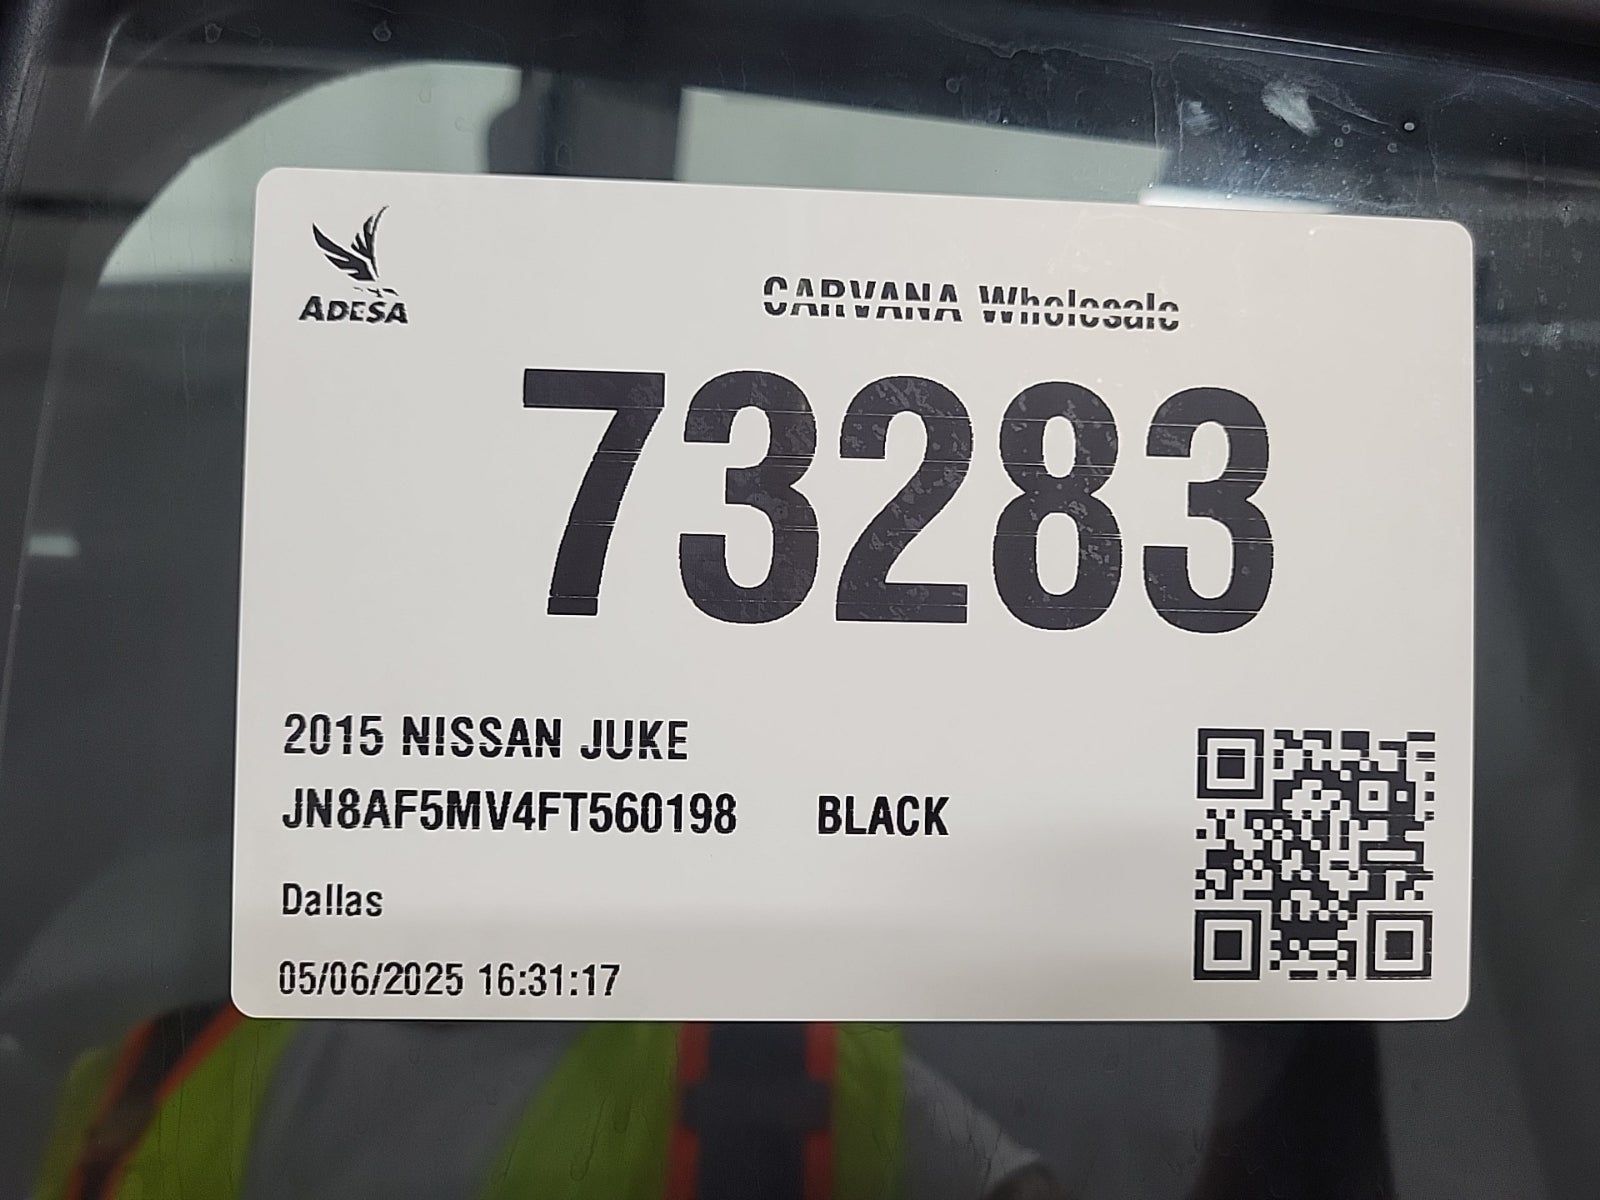 ADESA
CARVANA Wholesale
73283
2015 NISSAN JUKE
JN8AF5MV4FT560198 BLACK
Dallas
05/06/2025 16:31:17